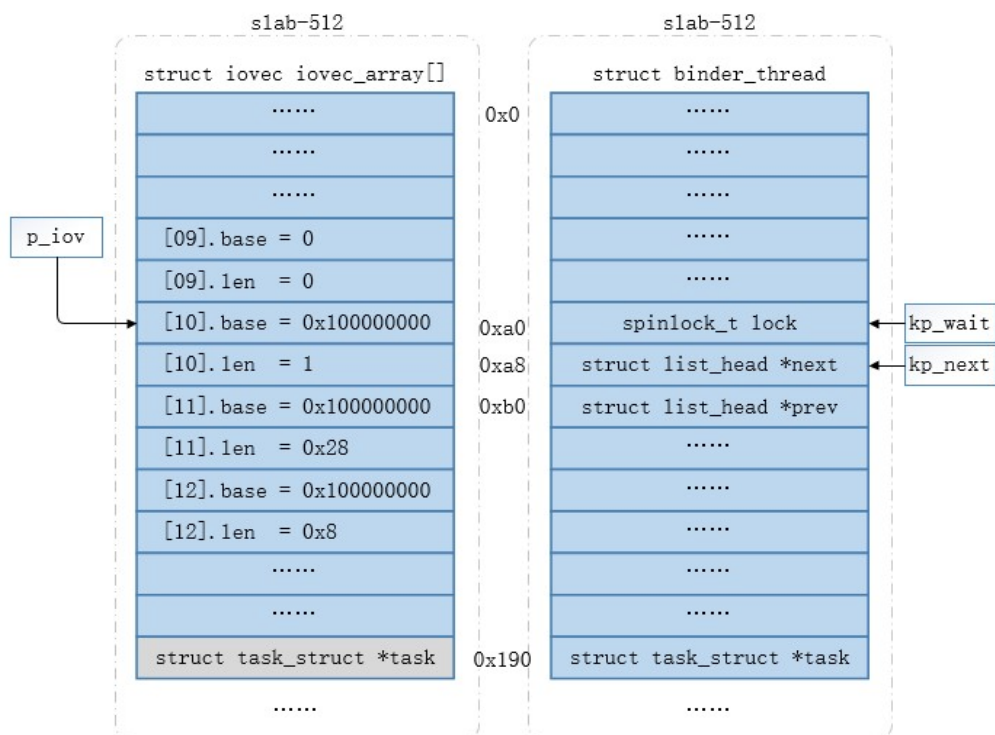 slab-512
slab-512
struct iovec iovec_array[]
struct binder_thread
……
0x0
……
……
……
……
……
p_iov
[09].base = 0
……
[09].len = 0
……
[10].base = 0x100000000
0xa0
spinlock_t lock
kp_wait
[10].len = 1
0xa8
struct list_head *next
kp_next
[11].base = 0x100000000
0xb0
struct list_head *prev
[11].len = 0x28
……
[12].base = 0x100000000
……
[12].len = 0x8
……
……
……
……
……
struct task_struct *task
0x190
struct task_struct *task
……
……